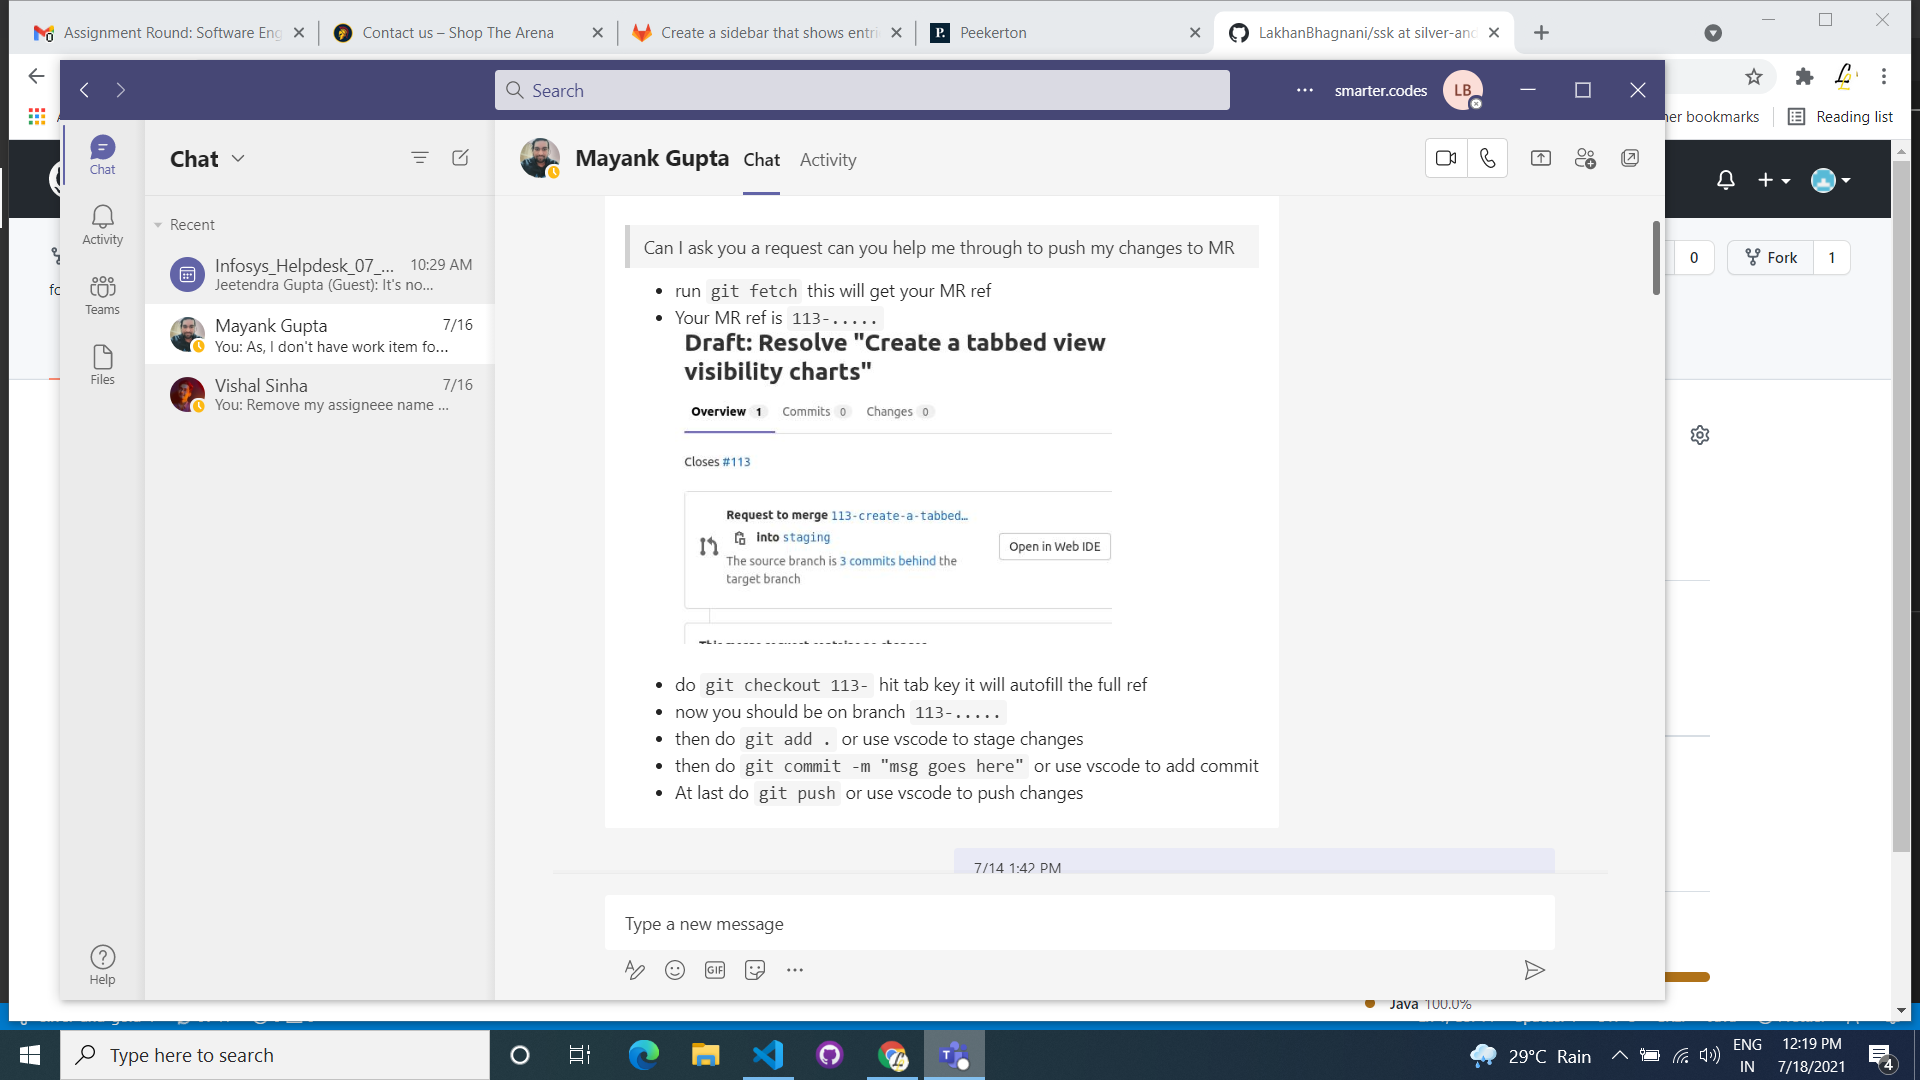 Assignment Round: Software Eng
Contact us – Shop The Arena
Create a sidebar that shows entri
Peekerton
LakhanBhagnani/ssk at silver-and
Search
smarter.codes
LB
er bookmarks
Reading list
Chat
Activity
Teams
Files
Help
Chat
Recent
Infosys_Helpdesk_07_...
10:29 AM
Jeetendra Gupta (Guest): It's no...
Mayank Gupta
7/16
You: As, I don't have work item fo...
Vishal Sinha
7/16
You: Remove my assigneee name ...
Mayank Gupta
Chat
Activity
0
Fork
1
Can I ask you a request can you help me through to push my changes to MR
• run git fetch this will get your MR ref
• Your MR ref is 113-.....
Draft: Resolve "Create a tabbed view
visibility charts"
Overview 1 Commits 0 Changes 0
Closes #113
Request to merge 113-create-a-tabbed…
into staging
The source branch is 3 commits behind the
target branch
Open in Web IDE
• do git checkout 113- hit tab key it will autofill the full ref
• now you should be on branch 113-.....
• then do git add . or use vscode to stage changes
• then do git commit -m "msg goes here" or use vscode to add commit
• At last do git push or use vscode to push changes
7/14 1:42 PM
Type a new message
GIF
Java 100.0%
Type here to search
29°C Rain
ENG
IN
12:19 PM
7/18/2021
4